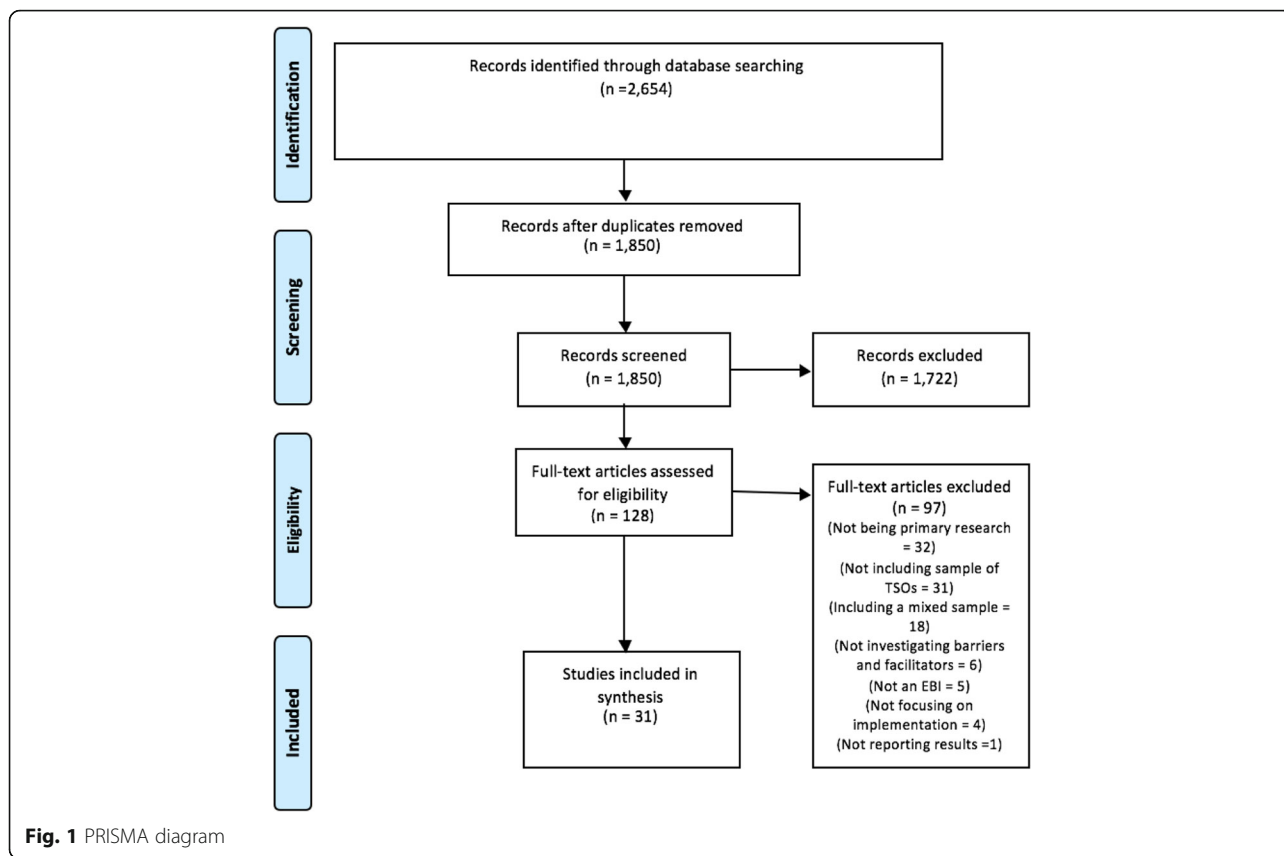 Identification
Records identified through database searching
(n =2,654)
Records after duplicates removed
(n = 1,850)
Screening
Records screened
(n = 1,850)
Records excluded
(n = 1,722)
Eligibility
Full-text articles assessed
for eligibility
(n = 128)
Full-text articles excluded
(n = 97)
(Not being primary research
= 32)
(Not including sample of
TSOs = 31)
(Including a mixed sample =
18)
(Not investigating barriers
and facilitators = 6)
(Not an EBI = 5)
(Not focusing on
implementation = 4)
(Not reporting results =1)
Included
Studies included in
synthesis
(n = 31)
Fig. 1 PRISMA diagram